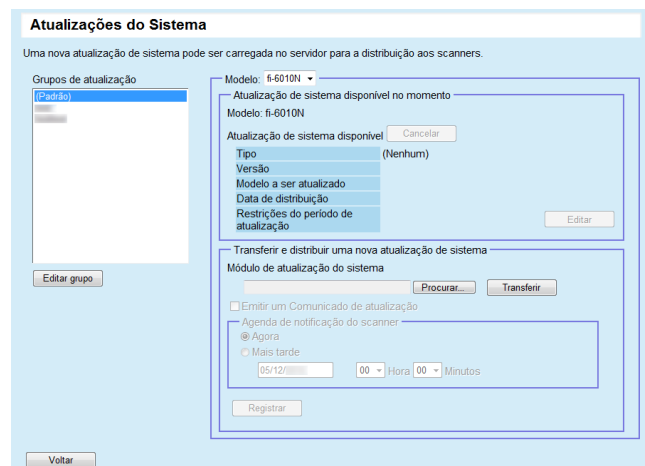 Atualizações do Sistema
Uma nova atualização de sistema pode ser carregada no servidor para a distribuição aos scanners.
Grupos de atualização
(Padrão)
Editar grupo
Modelo: fi-6010N
Atualização de sistema disponível no momento
Modelo: fi-6010N
Atualização de sistema disponível Cancelar
Tipo (Nenhum)
Versão
Modelo a ser atualizado
Data de distribuição
Restrições do período de
atualização
Editar
Transferir e distribuir uma nova atualização de sistema
Módulo de atualização do sistema
Procurar... Transferir
Emitir um Comunicado de atualização
Agenda de notificação do scanner
Agora
Mais tarde
05/12/ 00 Hora 00 Minutos
Registrar
Voltar